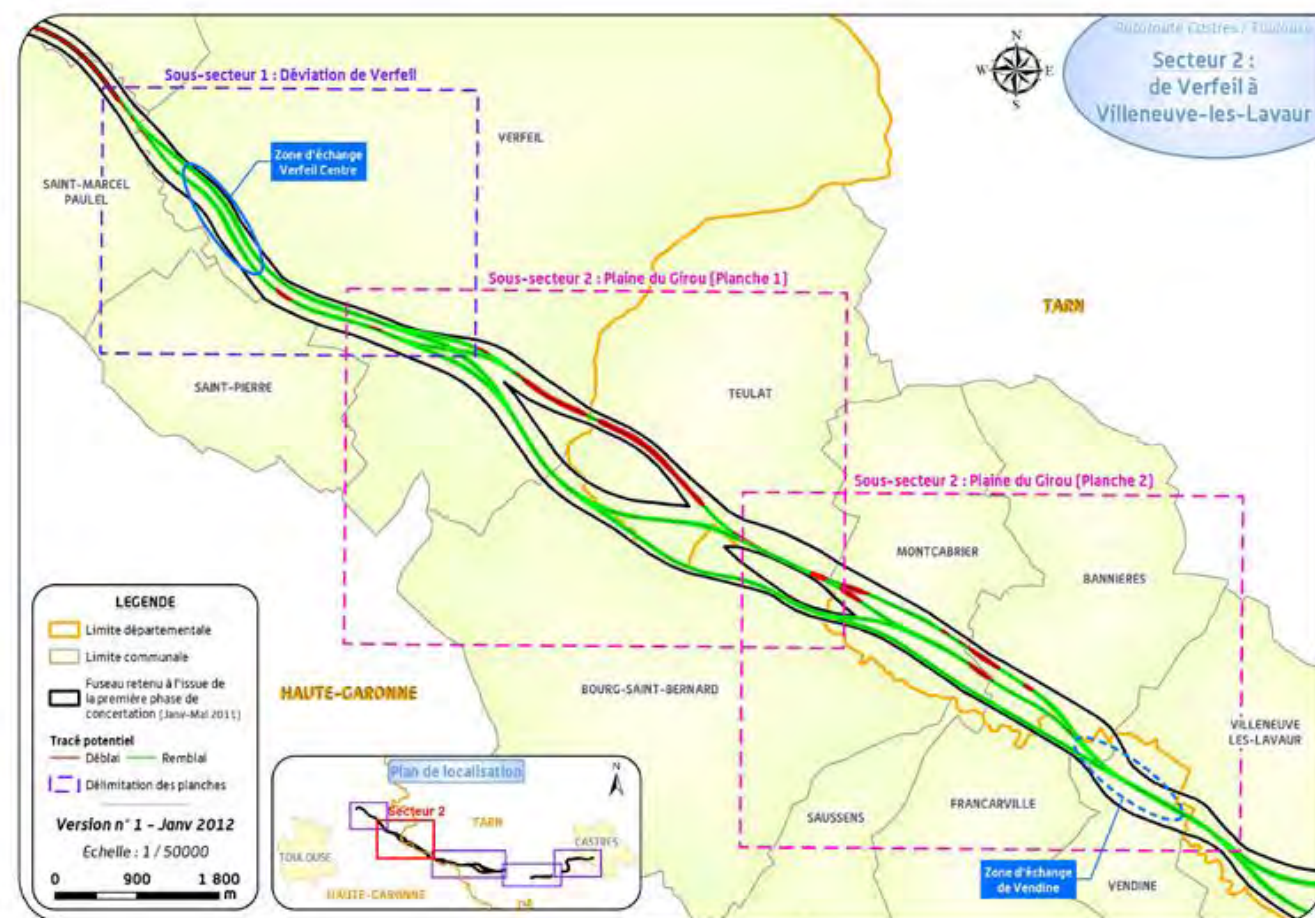 Autoroute Castres / Toulouse
Secteur 2 :
de Verfeil à
Villeneuve-les-Lavaur
N
W E
S
Sous-secteur 1 : Déviation de Verfeil
VERFEIL
Zone d'échange
Verfeil Centre
SAINT-MARCEL
PAULEL
Sous-secteur 2 : Plaine du Girou (Planche 1)
TARN
SAINT-PIERRE
TEULAT
Sous-secteur 2 : Plaine du Girou (Planche 2)
MONTCABRIER
BANNIERES
BOURG-SAINT-BERNARD
HAUTE-GARONNE
VILLENEUVE
LES-LAVAUR
FRANCARVILLE
SAUSSENS
Zone d'échange
de Vendine
VENDINE
LEGENDE
Limite départementale
Limite communale
Fuseau retenu à l'issue de
la première phase de
concertation (Janv-Mai 2011)
Tracé potentiel
Déblai Remblai
Délimitation des planches
Version n° 1 - Janv 2012
Echelle : 1 / 50000
0 900 1 800
m
Plan de localisation
N
Secteur 2
TARN
TOULOUSE
CASTRES
HAUTE-GARONNE